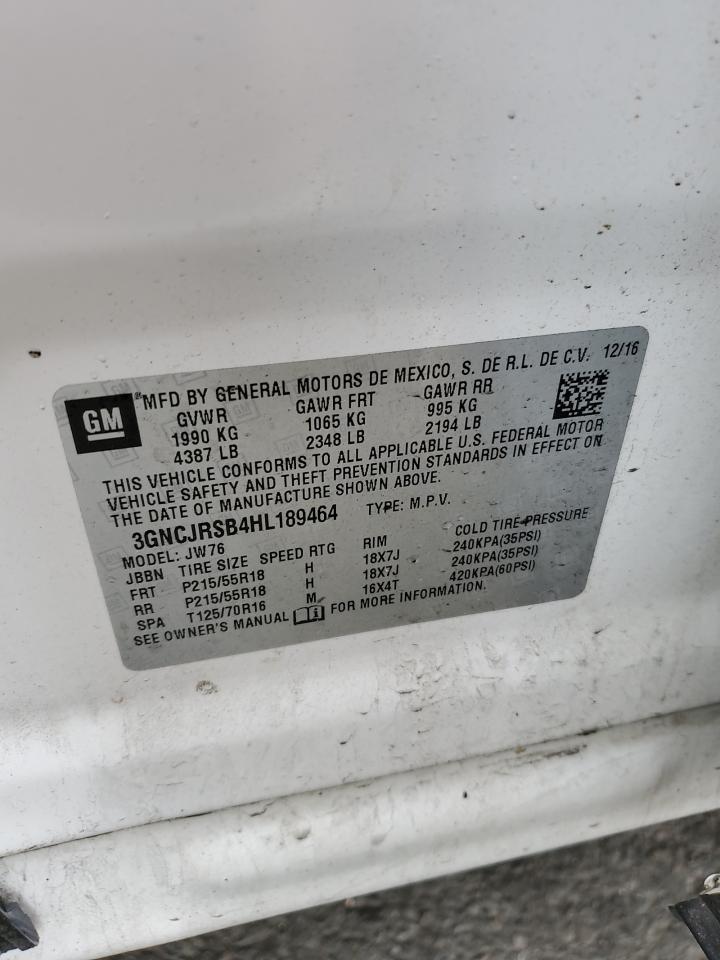 GM
®MFD BY GENERAL MOTORS DE MEXICO, S. DE R.L. DE C.V. 12/16
GVWR GAWR FRT GAWR RR
1990 KG 1065 KG 995 KG
4387 LB 2348 LB 2194 LB
THIS VEHICLE CONFORMS TO ALL APPLICABLE U.S. FEDERAL MOTOR
VEHICLE SAFETY AND THEFT PREVENTION STANDARDS IN EFFECT ON
THE DATE OF MANUFACTURE SHOWN ABOVE.
3GNCJRSB4HL189464 TYPE: M.P.V.
MODEL: JW76
JBBN TIRE SIZE SPEED RTG RIM COLD TIRE PRESSURE
FRT P215/55R18 H 18X7J 240KPA(35PSI)
RR P215/55R18 H 18X7J 240KPA(35PSI)
SPA T125/70R16 M 16X4T 420KPA(60PSI)
SEE OWNER'S MANUAL FOR MORE INFORMATION.